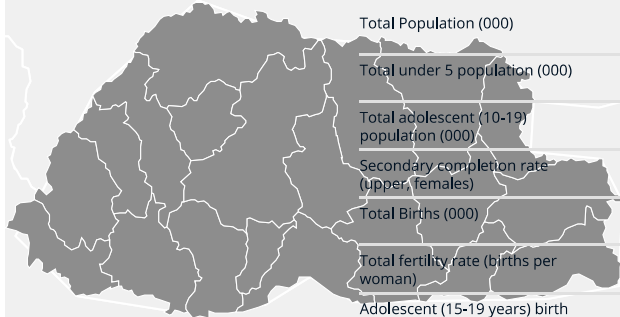 Total Population (000)
Total under 5 population (000)
Total adolescent (10-19)
population (000)
Secondary completion rate
(upper, females)
Total Births (000)
Total fertility rate (births per
woman)
Adolescent (15-19 years) birth